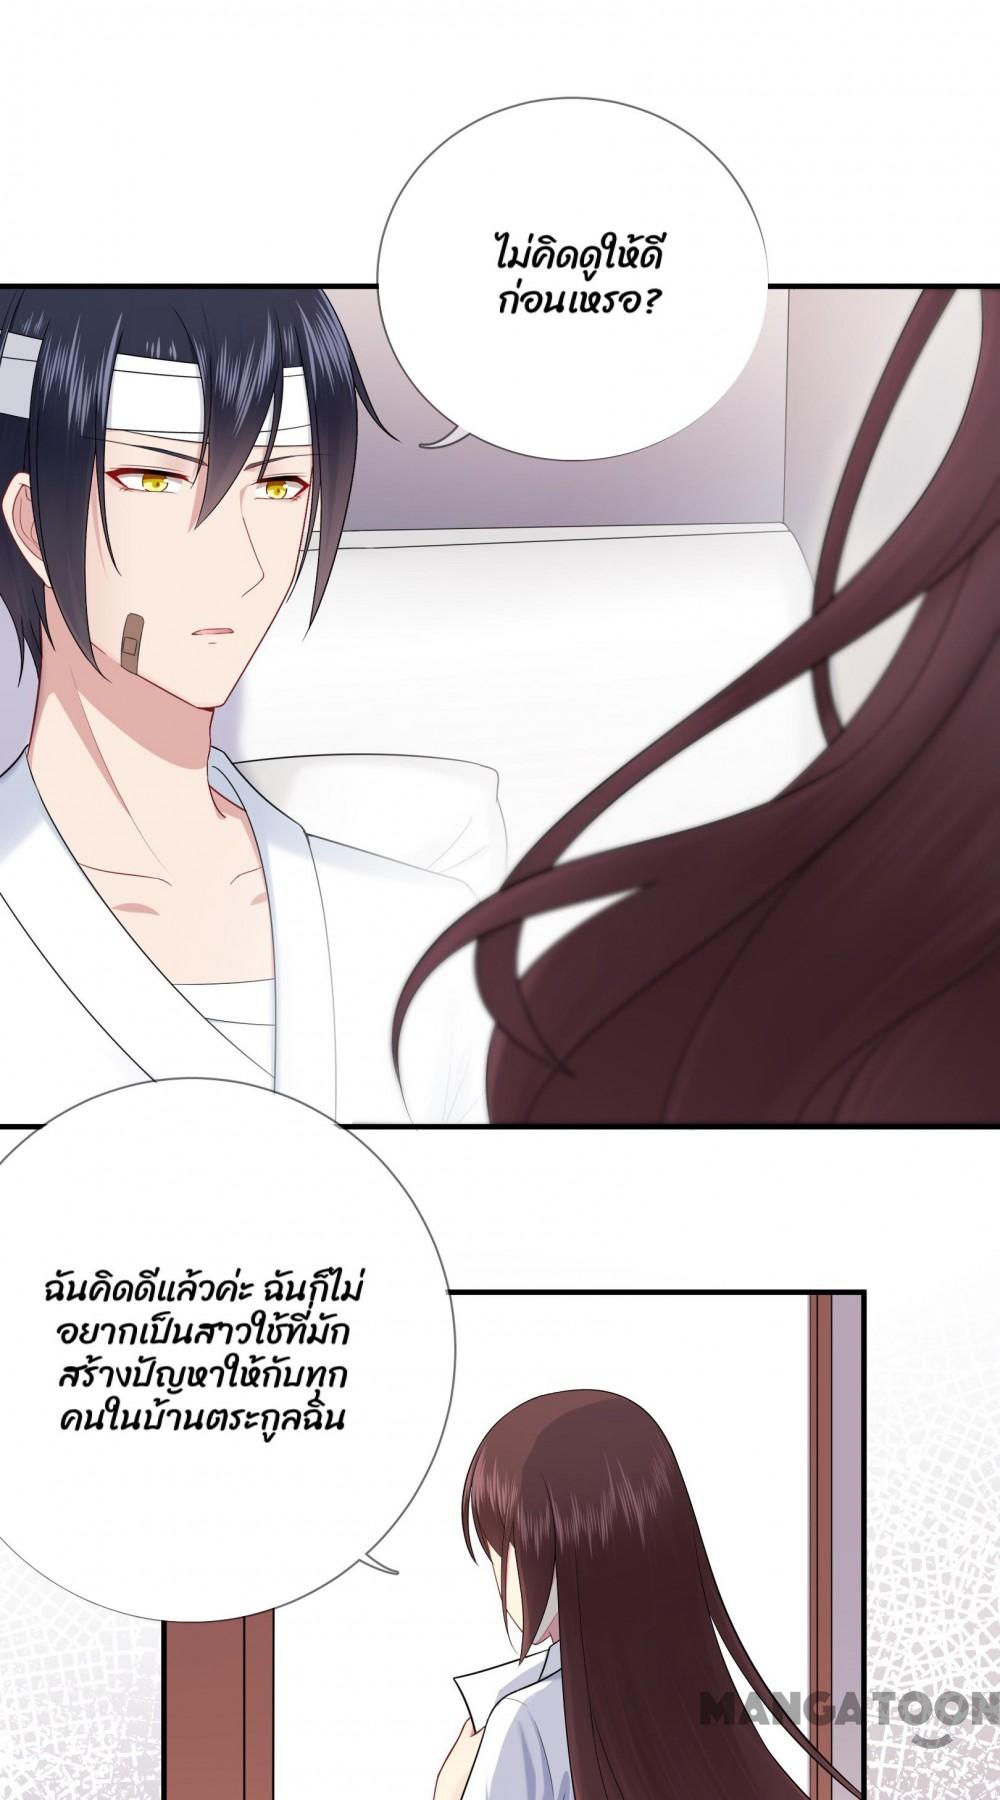 ไม่คิดดูให้ดี
ก่อนเหรอ?
ฉันคิดดีแล้วค่ะ ฉันก็ไม่
อยากเป็นสาวใช้ที่มัก
สร้างปัญหาให้กับทุก
คนในบ้านตระกูลฉิน
MANGATOON